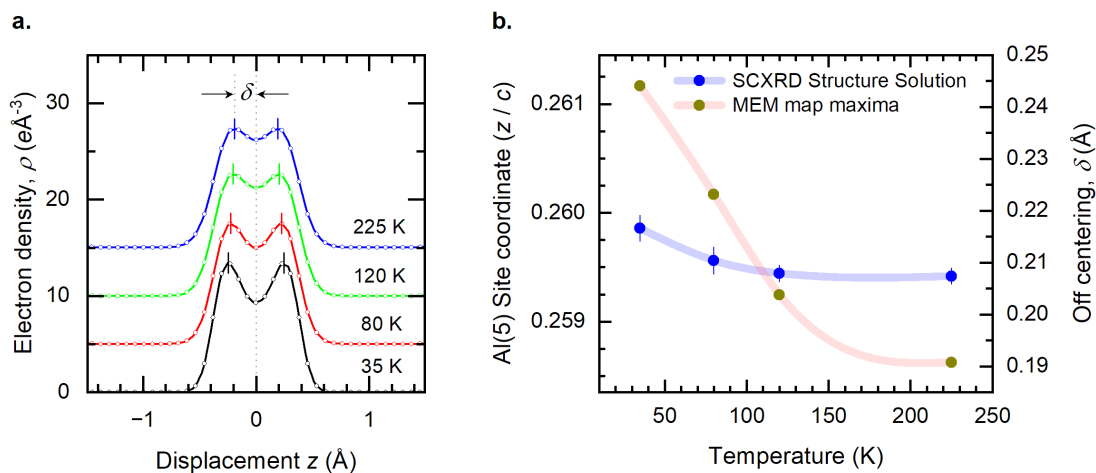 a.
Electron density, ρ (eÅ⁻³)
30
20
10
0
δ
225 K
120 K
80 K
35 K
−1
0
1
Displacement z (Å)
b.
Al(5) Site coordinate (z / c)
0.261
0.260
0.259
SCXRD Structure Solution
MEM map maxima
0.25
0.24
0.23
0.22
0.21
0.20
0.19
Off centering, δ (Å)
50
100
150
200
250
Temperature (K)